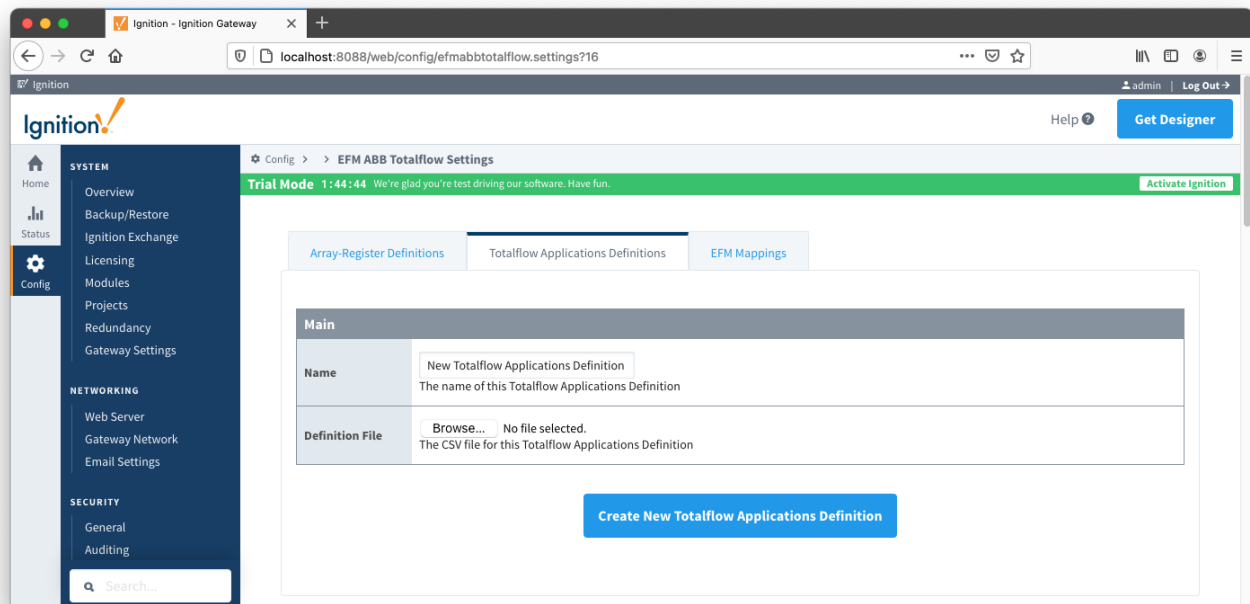 Ignition - Ignition Gateway
localhost:8088/web/config/efmabbtotalflow.settings?16
Ignition
admin | Log Out
Ignition!
Help
Get Designer
Home
Status
Config
SYSTEM
Overview
Backup/Restore
Ignition Exchange
Licensing
Modules
Projects
Redundancy
Gateway Settings
NETWORKING
Web Server
Gateway Network
Email Settings
SECURITY
General
Auditing
Search...
Config > > EFM ABB Totalflow Settings
Trial Mode 1:44:44 We're glad you're test driving our software. Have fun.
Activate Ignition
Array-Register Definitions
Totalflow Applications Definitions
EFM Mappings
Main
Name
New Totalflow Applications Definition
The name of this Totalflow Applications Definition
Definition File
Browse... No file selected.
The CSV file for this Totalflow Applications Definition
Create New Totalflow Applications Definition